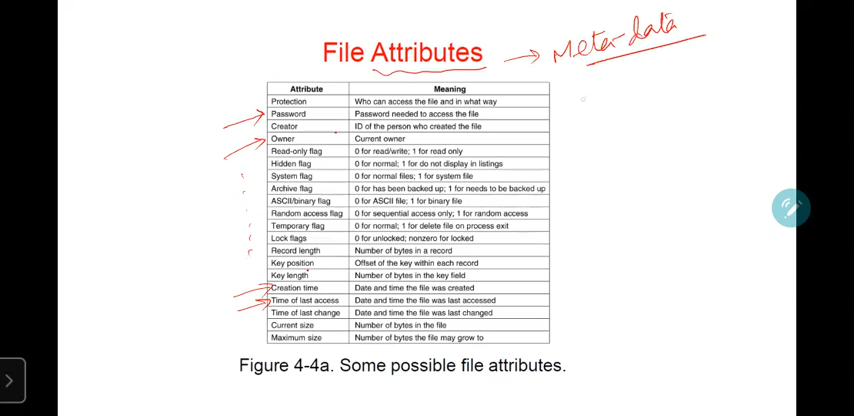 File Attributes → Meta-data
Attribute Meaning
Protection Who can access the file and in what way
Password Password needed to access the file
Creator ID of the person who created the file
Owner Current owner
Read-only flag 0 for read/write; 1 for read only
Hidden flag 0 for normal; 1 for do not display in listings
System flag 0 for normal files; 1 for system file
Archive flag 0 for has been backed up; 1 for needs to be backed up
ASCII/binary flag 0 for ASCII file; 1 for binary file
Random access flag 0 for sequential access only; 1 for random access
Temporary flag 0 for normal; 1 for delete file on process exit
Lock flags 0 for unlocked; nonzero for locked
Record length Number of bytes in a record
Key position Offset of the key within each record
Key length Number of bytes in the key field
Creation time Date and time the file was created
Time of last access Date and time the file was last accessed
Time of last change Date and time the file was last changed
Current size Number of bytes in the file
Maximum size Number of bytes the file may grow to
Figure 4-4a. Some possible file attributes.